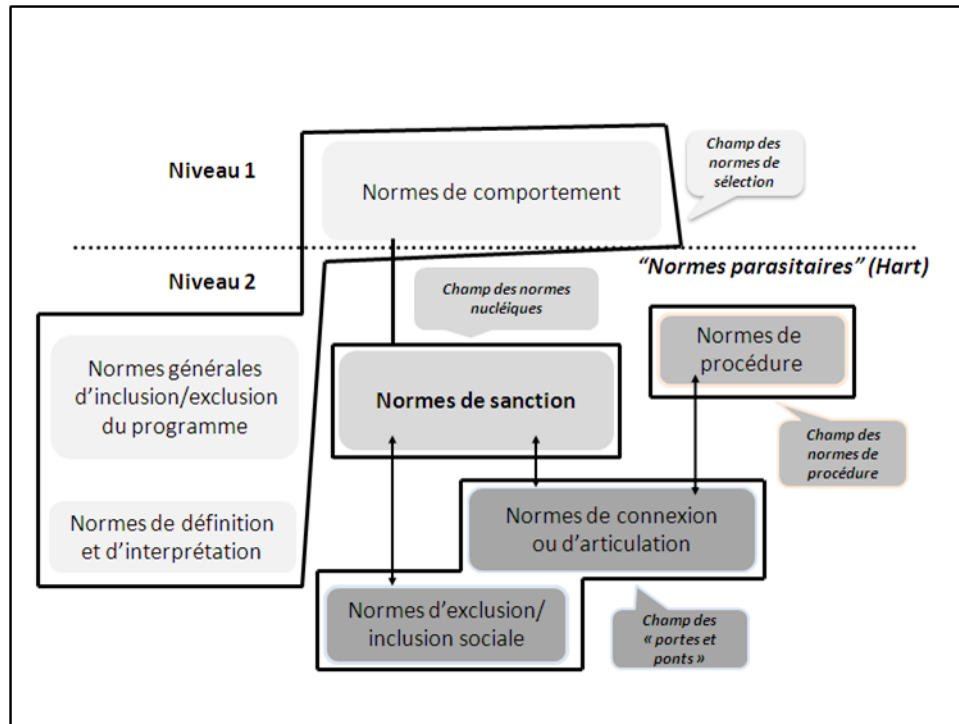 Niveau 1
Normes de comportement
Champ des
normes de
sélection
Niveau 2
“Normes parasitaires” (Hart)
Champ des normes
nucléiques
Normes de
procédure
Normes générales
d’inclusion/exclusion
du programme
Normes de sanction
Champ des
normes de
procédure
Normes de définition
et d’interprétation
Normes de connexion
ou d’articulation
Normes d’exclusion/
inclusion sociale
Champ des
« portes et
ponts »